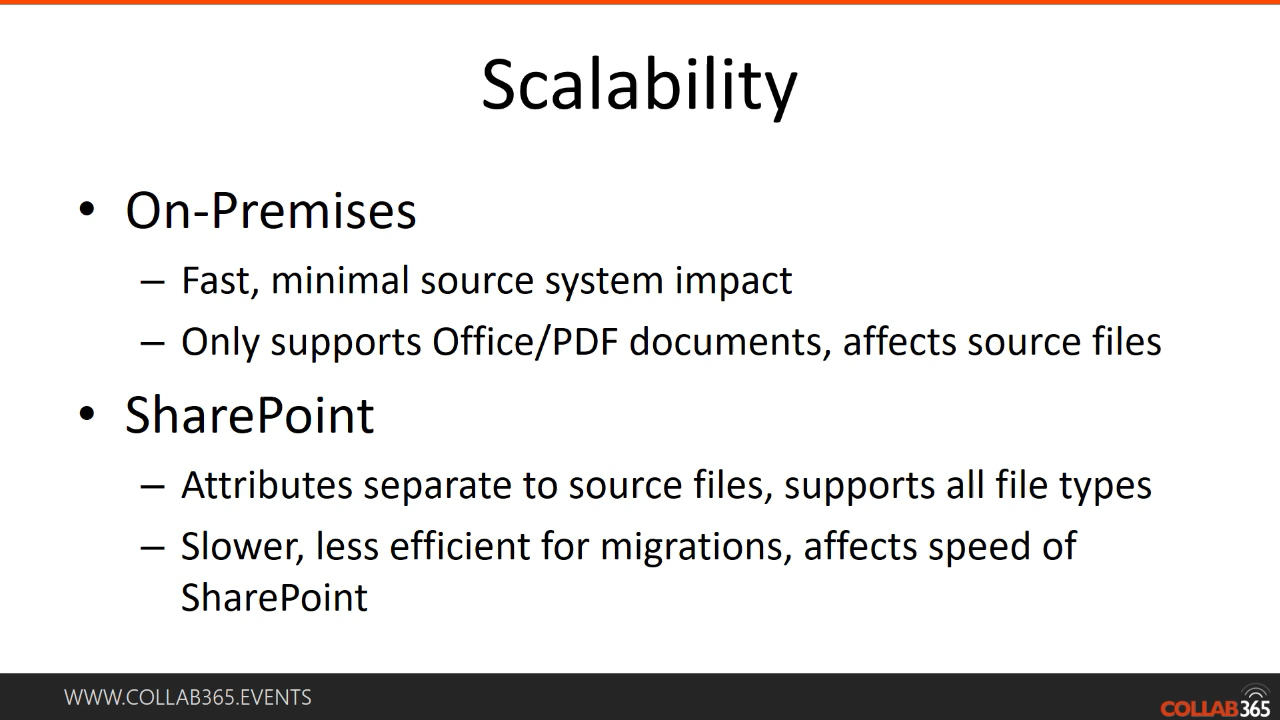 Scalability
• On-Premises
– Fast, minimal source system impact
– Only supports Office/PDF documents, affects source files
• SharePoint
– Attributes separate to source files, supports all file types
– Slower, less efficient for migrations, affects speed of
SharePoint
WWW.COLLAB365.EVENTS
COLLAB365